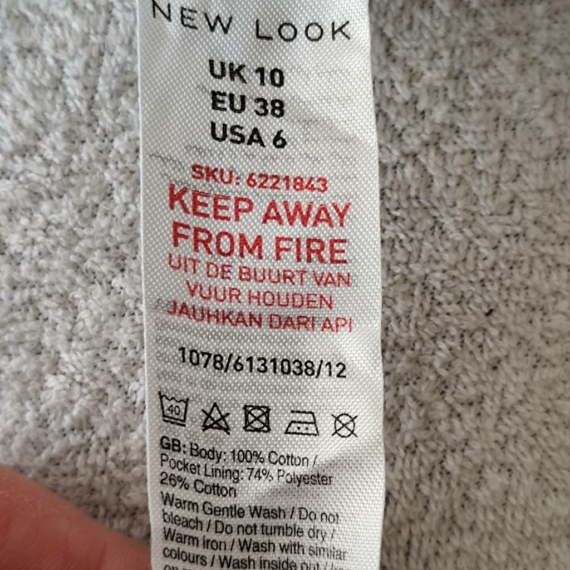 NEW LOOK
UK 10
EU 38
USA 6
SKU: 6221843
KEEP AWAY
FROM FIRE
UIT DE BUURT VAN
VUUR HOUDEN
JAUHKAN DARI API
1078/6131038/12
40
GB: Body: 100% Cotton /
Pocket Lining: 74% Polyester
26% Cotton
Warm Gentle Wash / Do not
bleach / Do not tumble dry /
Warm iron / Wash with similar
colours / Wash inside out /